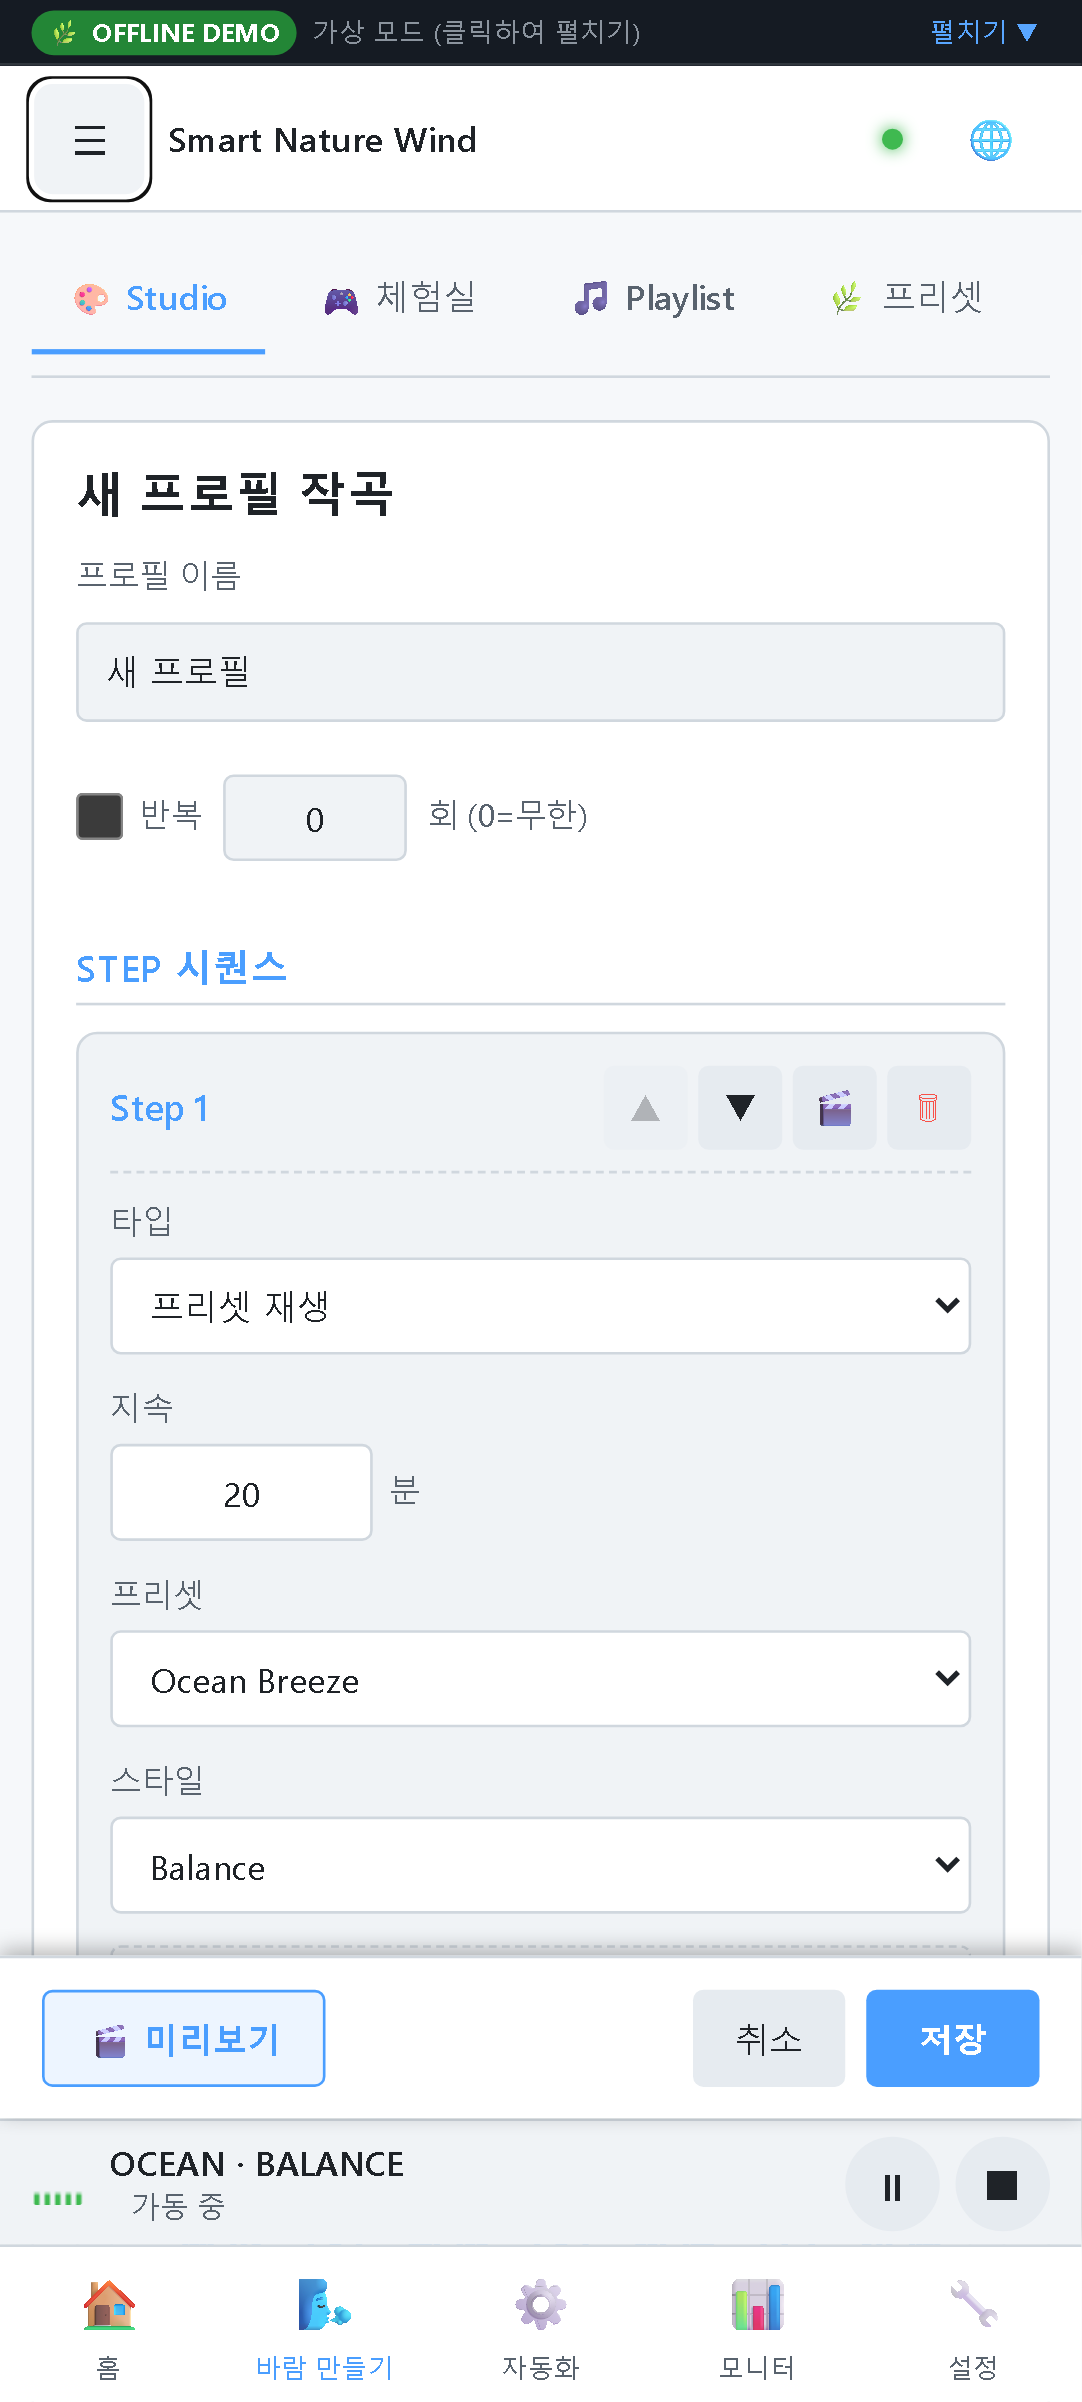 OFFLINE DEMO 가상 모드 (클릭하여 펼치기) 펼치기 ▼
☰ Smart Nature Wind
Studio 체험실 Playlist 프리셋
새 프로필 작곡
프로필 이름
새 프로필
반복 0 회 (0=무한)
STEP 시퀀스
Step 1 ▲ ▼
타입
프리셋 재생
지속
20 분
프리셋
Ocean Breeze
스타일
Balance
미리보기 취소 저장
OCEAN · BALANCE
가동 중
홈 바람 만들기 자동화 모니터 설정